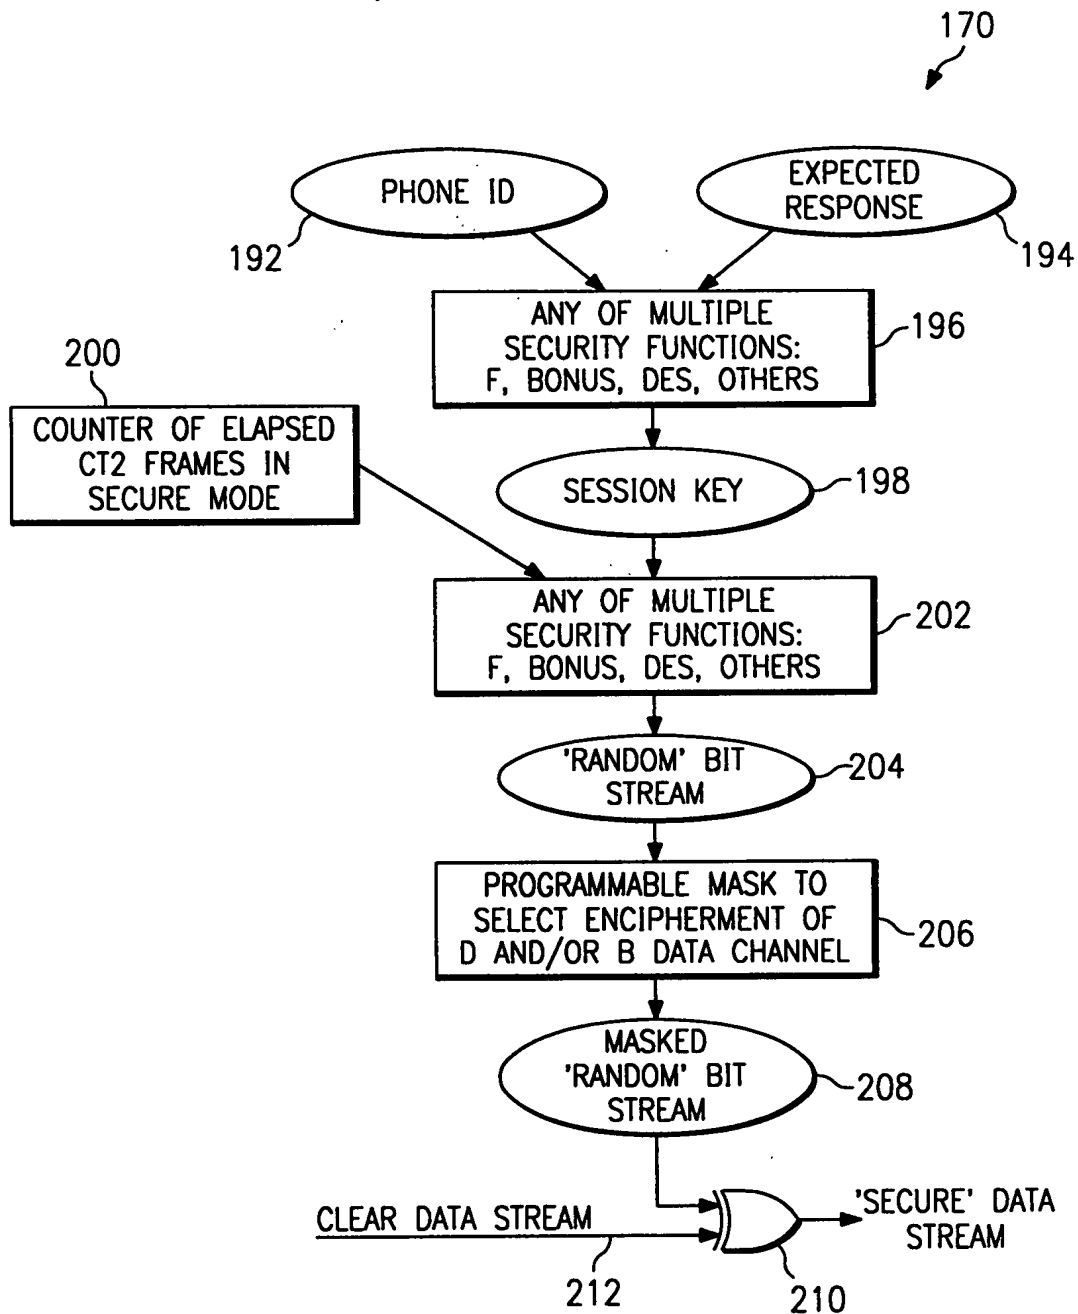 170
PHONE ID
192
EXPECTED
RESPONSE
194
ANY OF MULTIPLE
SECURITY FUNCTIONS:
F, BONUS, DES, OTHERS
196
200
COUNTER OF ELAPSED
CT2 FRAMES IN
SECURE MODE
SESSION KEY
198
ANY OF MULTIPLE
SECURITY FUNCTIONS:
F, BONUS, DES, OTHERS
202
'RANDOM' BIT
STREAM
204
PROGRAMMABLE MASK TO
SELECT ENCIPHERMENT OF
D AND/OR B DATA CHANNEL
206
MASKED
'RANDOM' BIT
STREAM
208
CLEAR DATA STREAM
212
210
'SECURE' DATA
STREAM